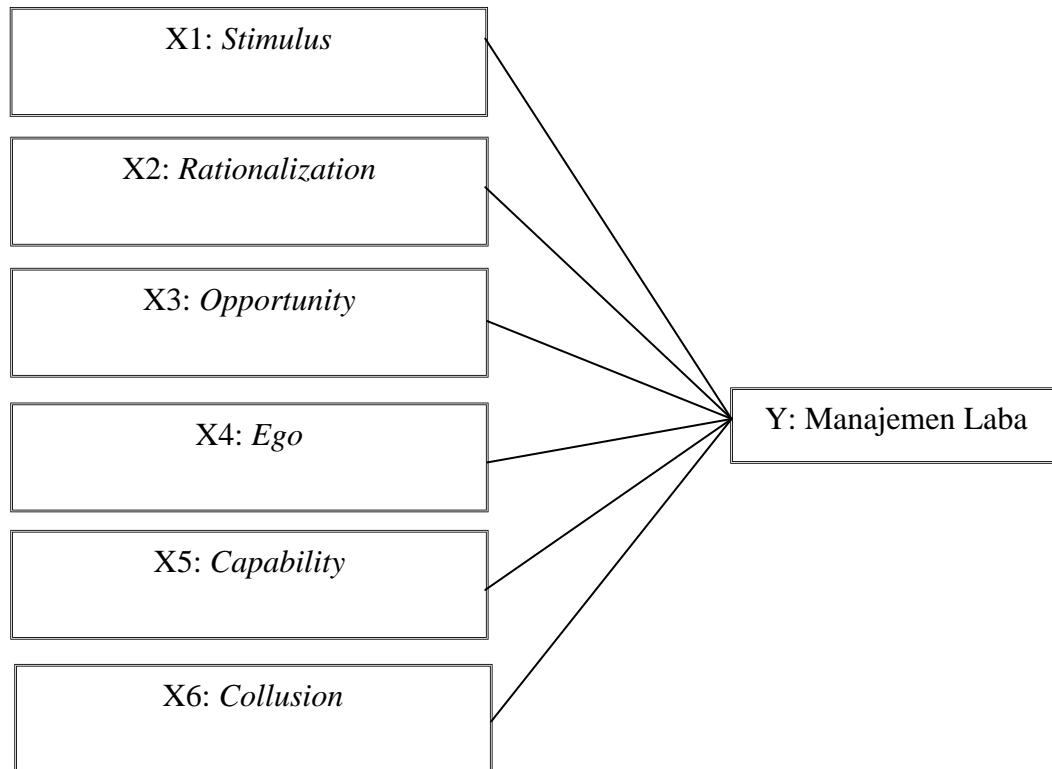 X1: Stimulus
X2: Rationalization
X3: Opportunity
X4: Ego
Y: Manajemen Laba
X5: Capability
X6: Collusion